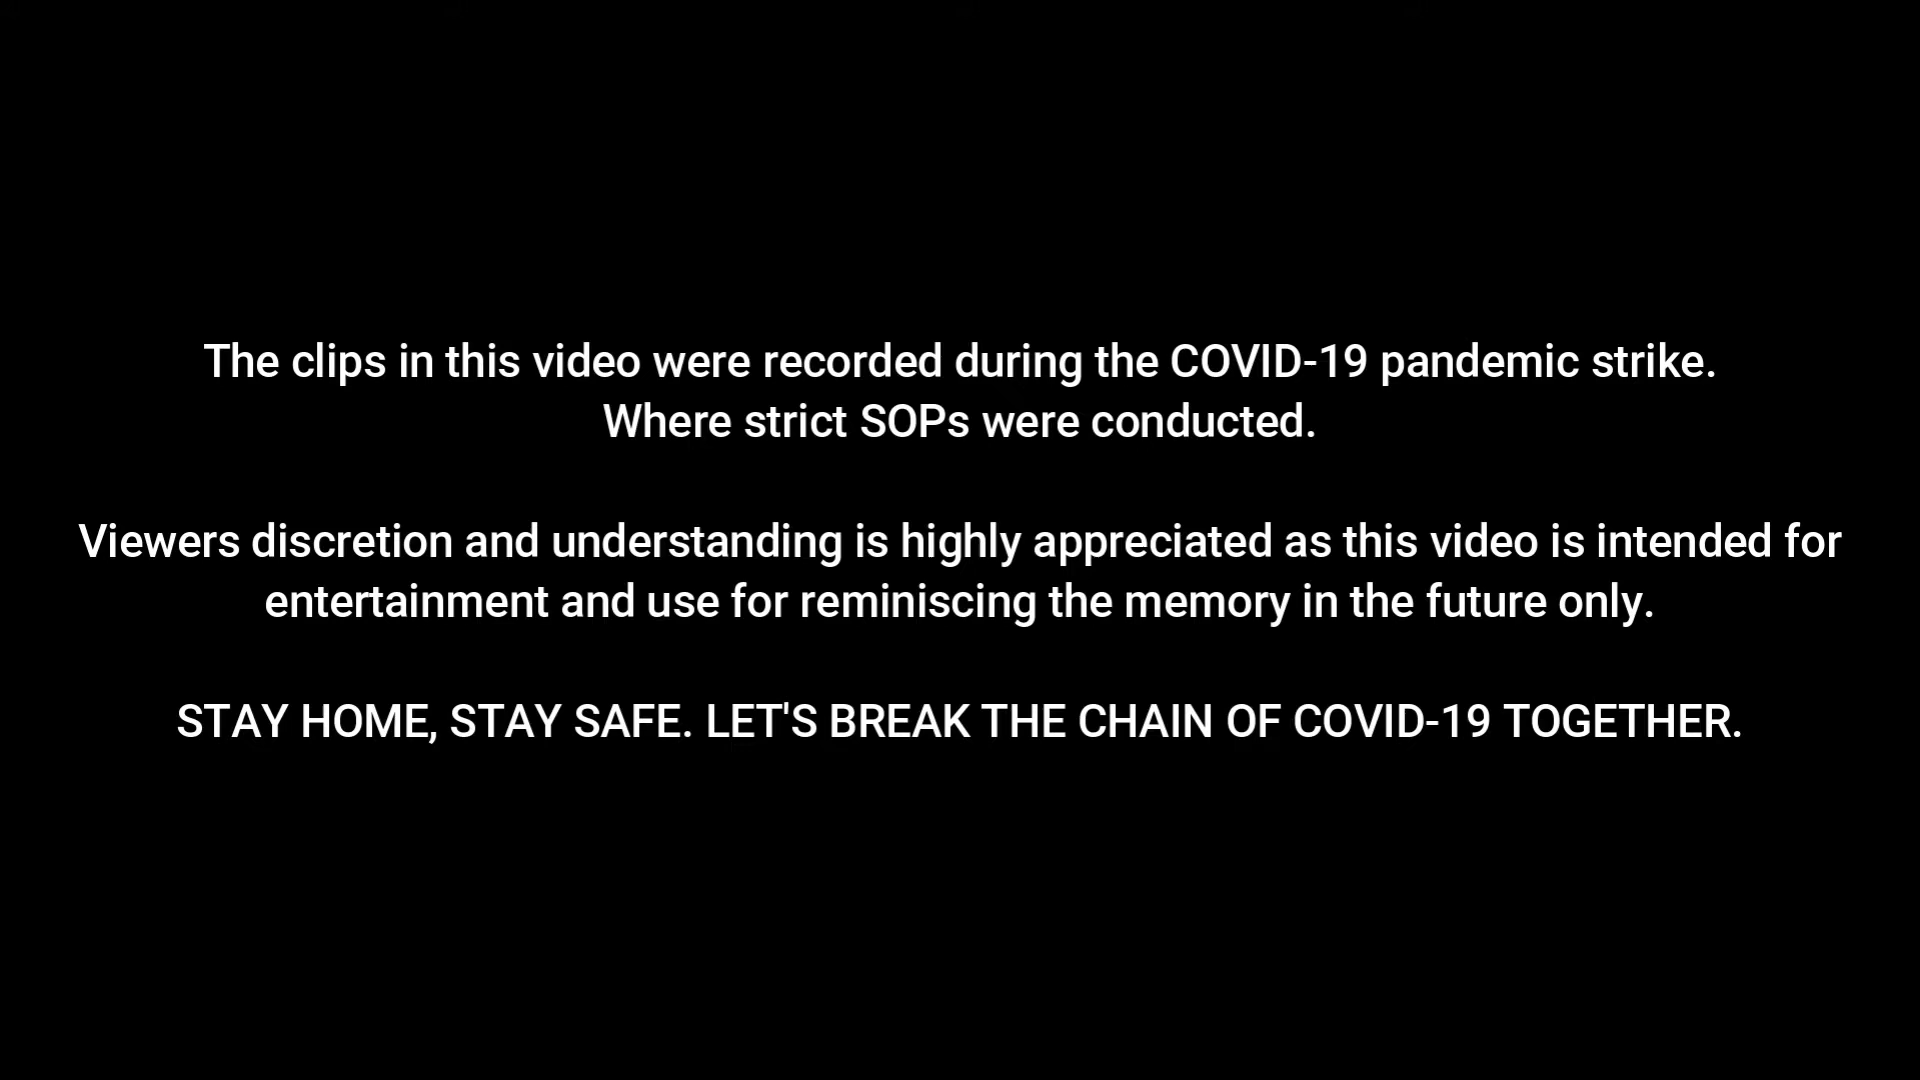 The clips in this video were recorded during the COVID-19 pandemic strike.
Where strict SOPs were conducted.
Viewers discretion and understanding is highly appreciated as this video is intended for
entertainment and use for reminiscing the memory in the future only.
STAY HOME, STAY SAFE. LET'S BREAK THE CHAIN OF COVID-19 TOGETHER.